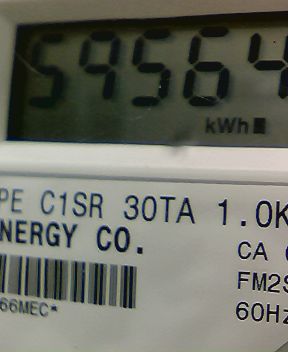 59564
kWh
PE C1SR 30TA 1.0K
NERGY CO.
CA
FM2S
60Hz
66MEC*